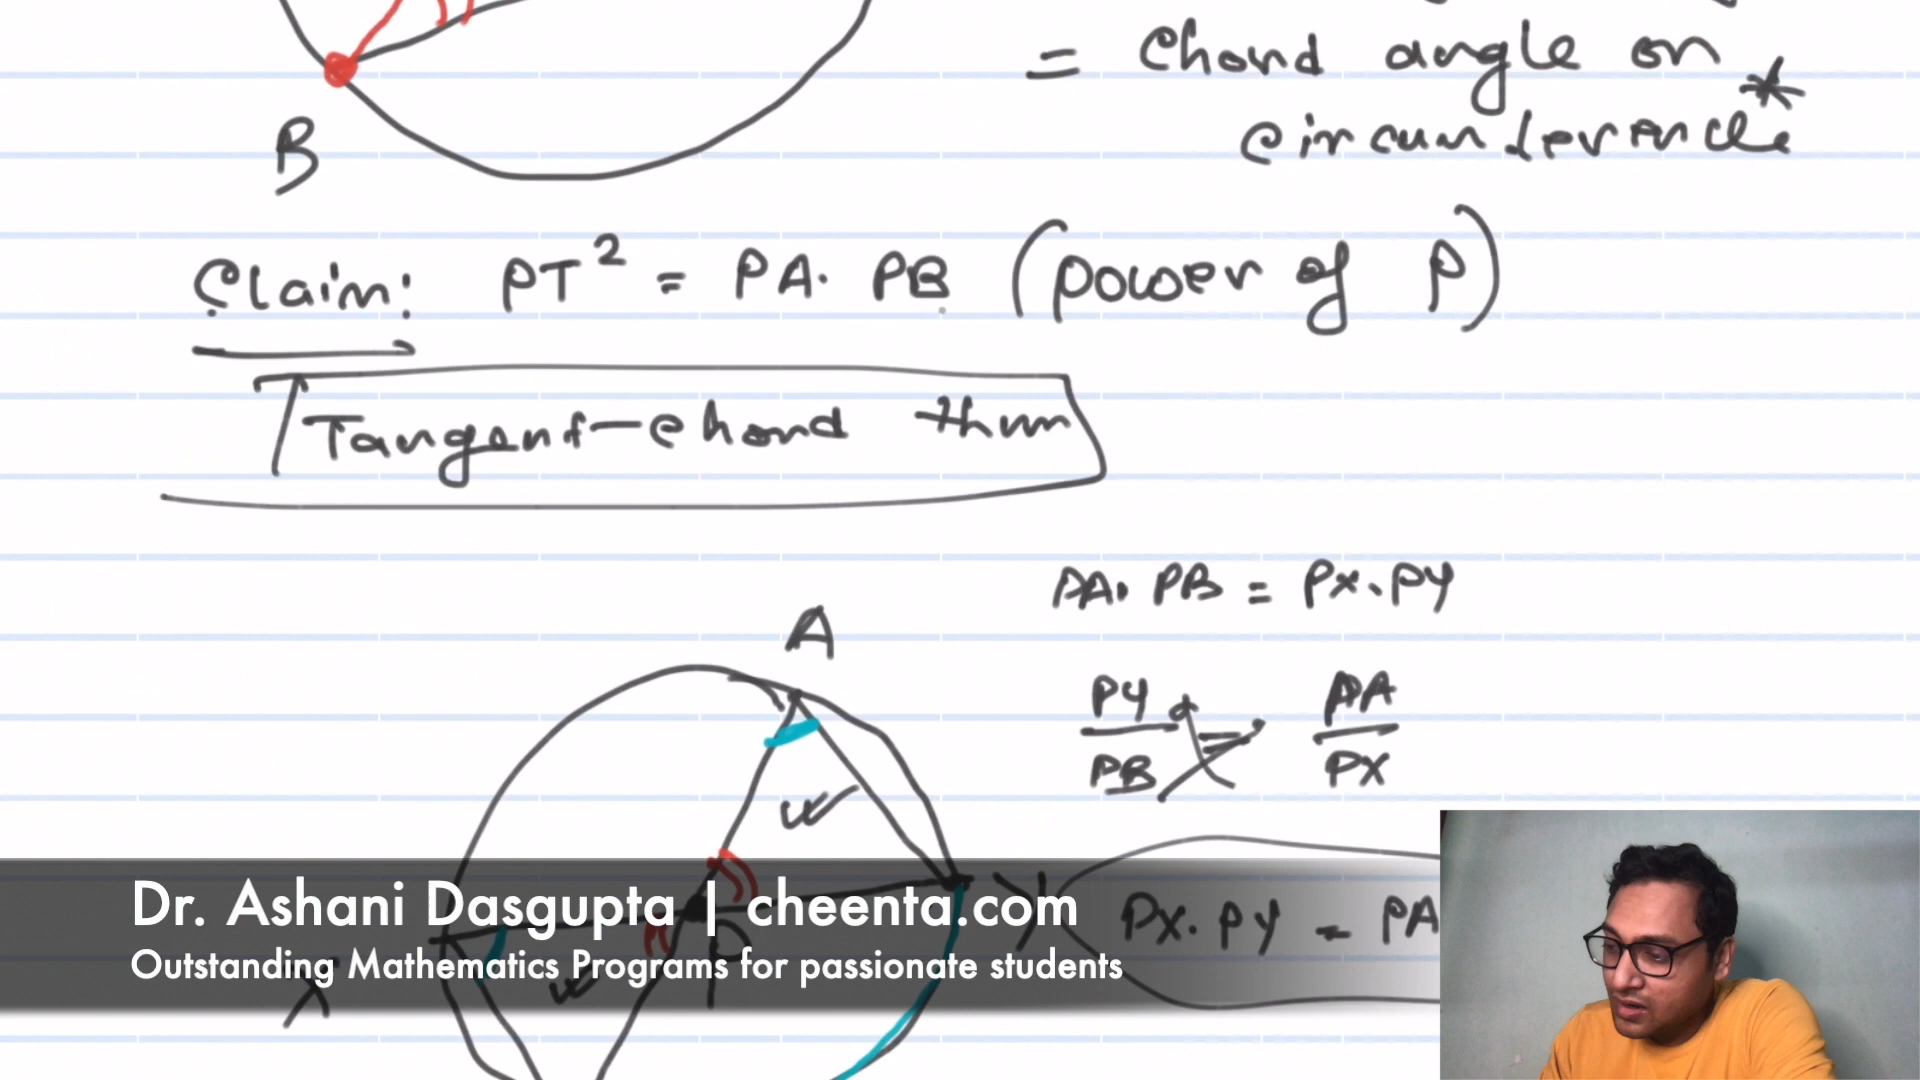 = Chord angle on
circumference *
B
Claim: PT² = PA. PB (power of P)
Tangent-chord thm
PA. PB = PX. PY
A
PY/PB = PA/PX
Y
PX. PY = PA
P
X
Dr. Ashani Dasgupta | cheenta.com
Outstanding Mathematics Programs for passionate students